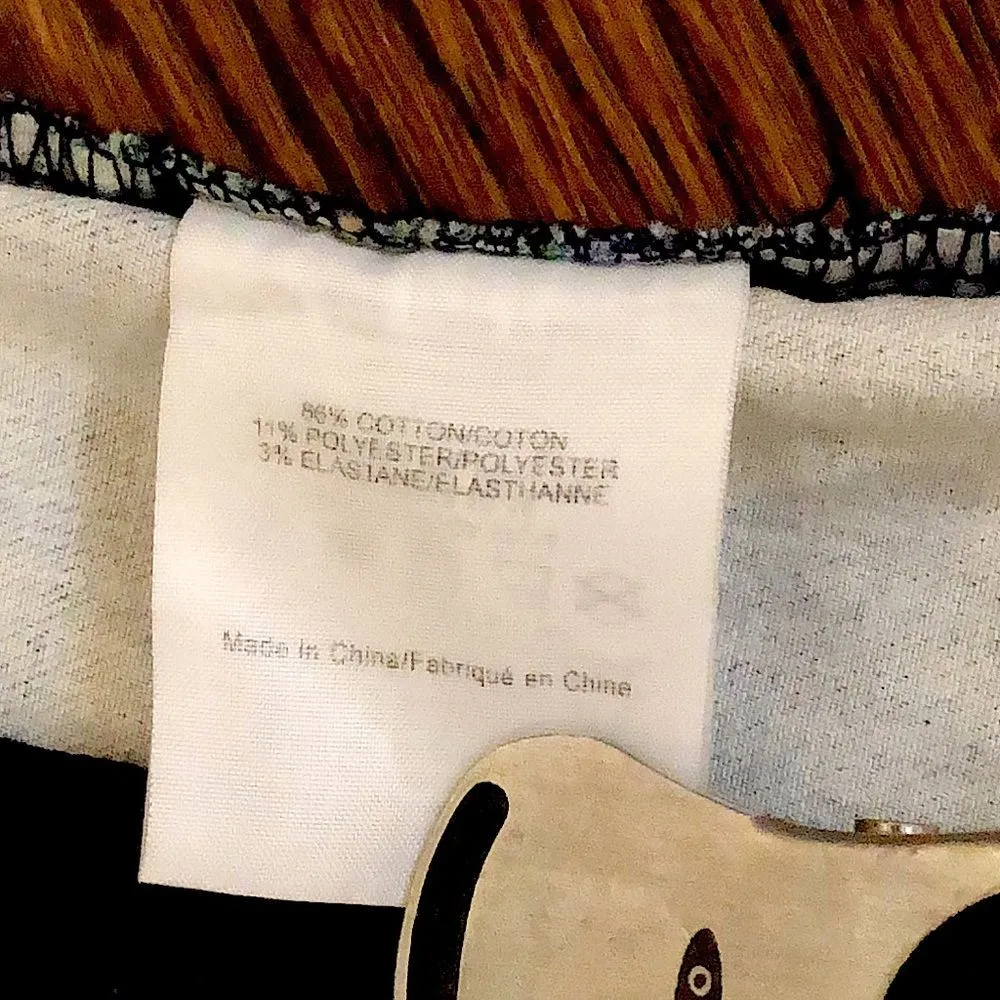 86% COTTON/COTON
11% POLYESTER/POLYESTER
3% ELASTANE/ELASTHANNE
Made in China/Fabriqué en Chine